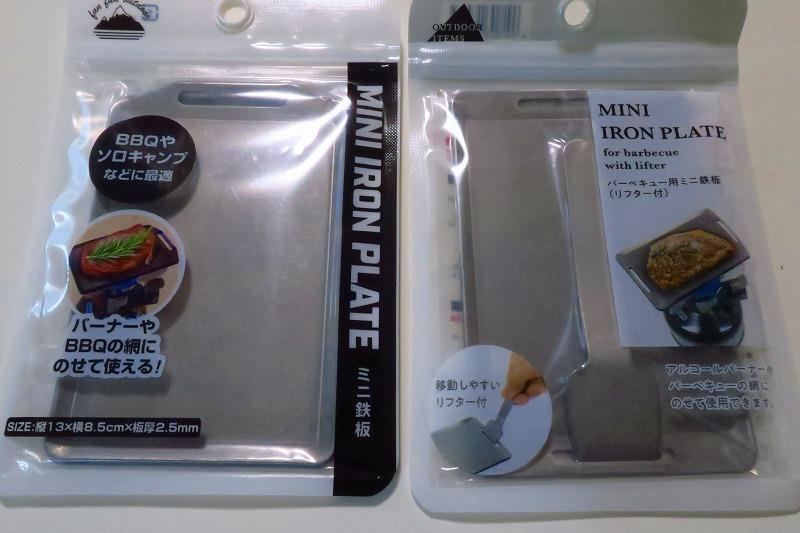 BBQや
ソロキャンプ
などに最適
MINI IRON PLATE ミニ鉄板
バーナーや
BBQの網に
のせて使える!
SIZE:縦13×横8.5cm×板厚2.5mm
OUTDOOR
ITEMS
MINI
IRON PLATE
for barbecue
with lifter
バーベキュー用ミニ鉄板
(リフター付)
移動しやすい
リフター付
アルコールバーナーや
バーベキューの網に
のせて使用できます。